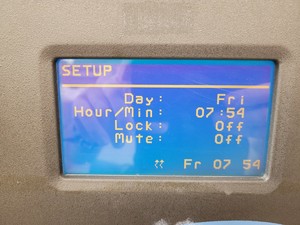 SETUP
Day: Fri
Hour/Min: 07:54
Lock: Off
Mute: Off
Fr 07 54